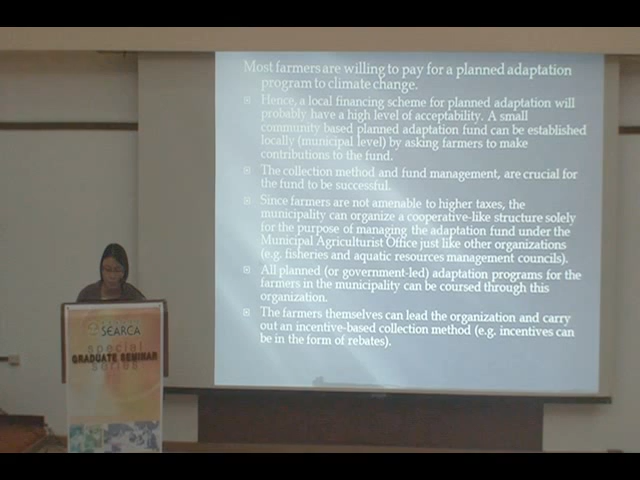 Most farmers are willing to pay for a planned adaptation
program to climate change.
Hence, a local financing scheme for planned adaptation will
probably have a high level of acceptability. A small
community based planned adaptation fund can be established
locally (municipal level) by asking farmers to make
contributions to the fund.
The collection method and fund management, are crucial for
the fund to be successful.
Since farmers are not amenable to higher taxes, the
municipality can organize a cooperative-like structure solely
for the purpose of managing the adaptation fund under the
Municipal Agriculturist Office just like other organizations
(e.g. fisheries and aquatic resources management councils).
All planned (or government-led) adaptation programs for the
farmers in the municipality can be coursed through this
organization.
The farmers themselves can lead the organization and carry
out an incentive-based collection method (e.g. incentives can
be in the form of rebates).
SEARCA
special
GRADUATE SEMINAR
series